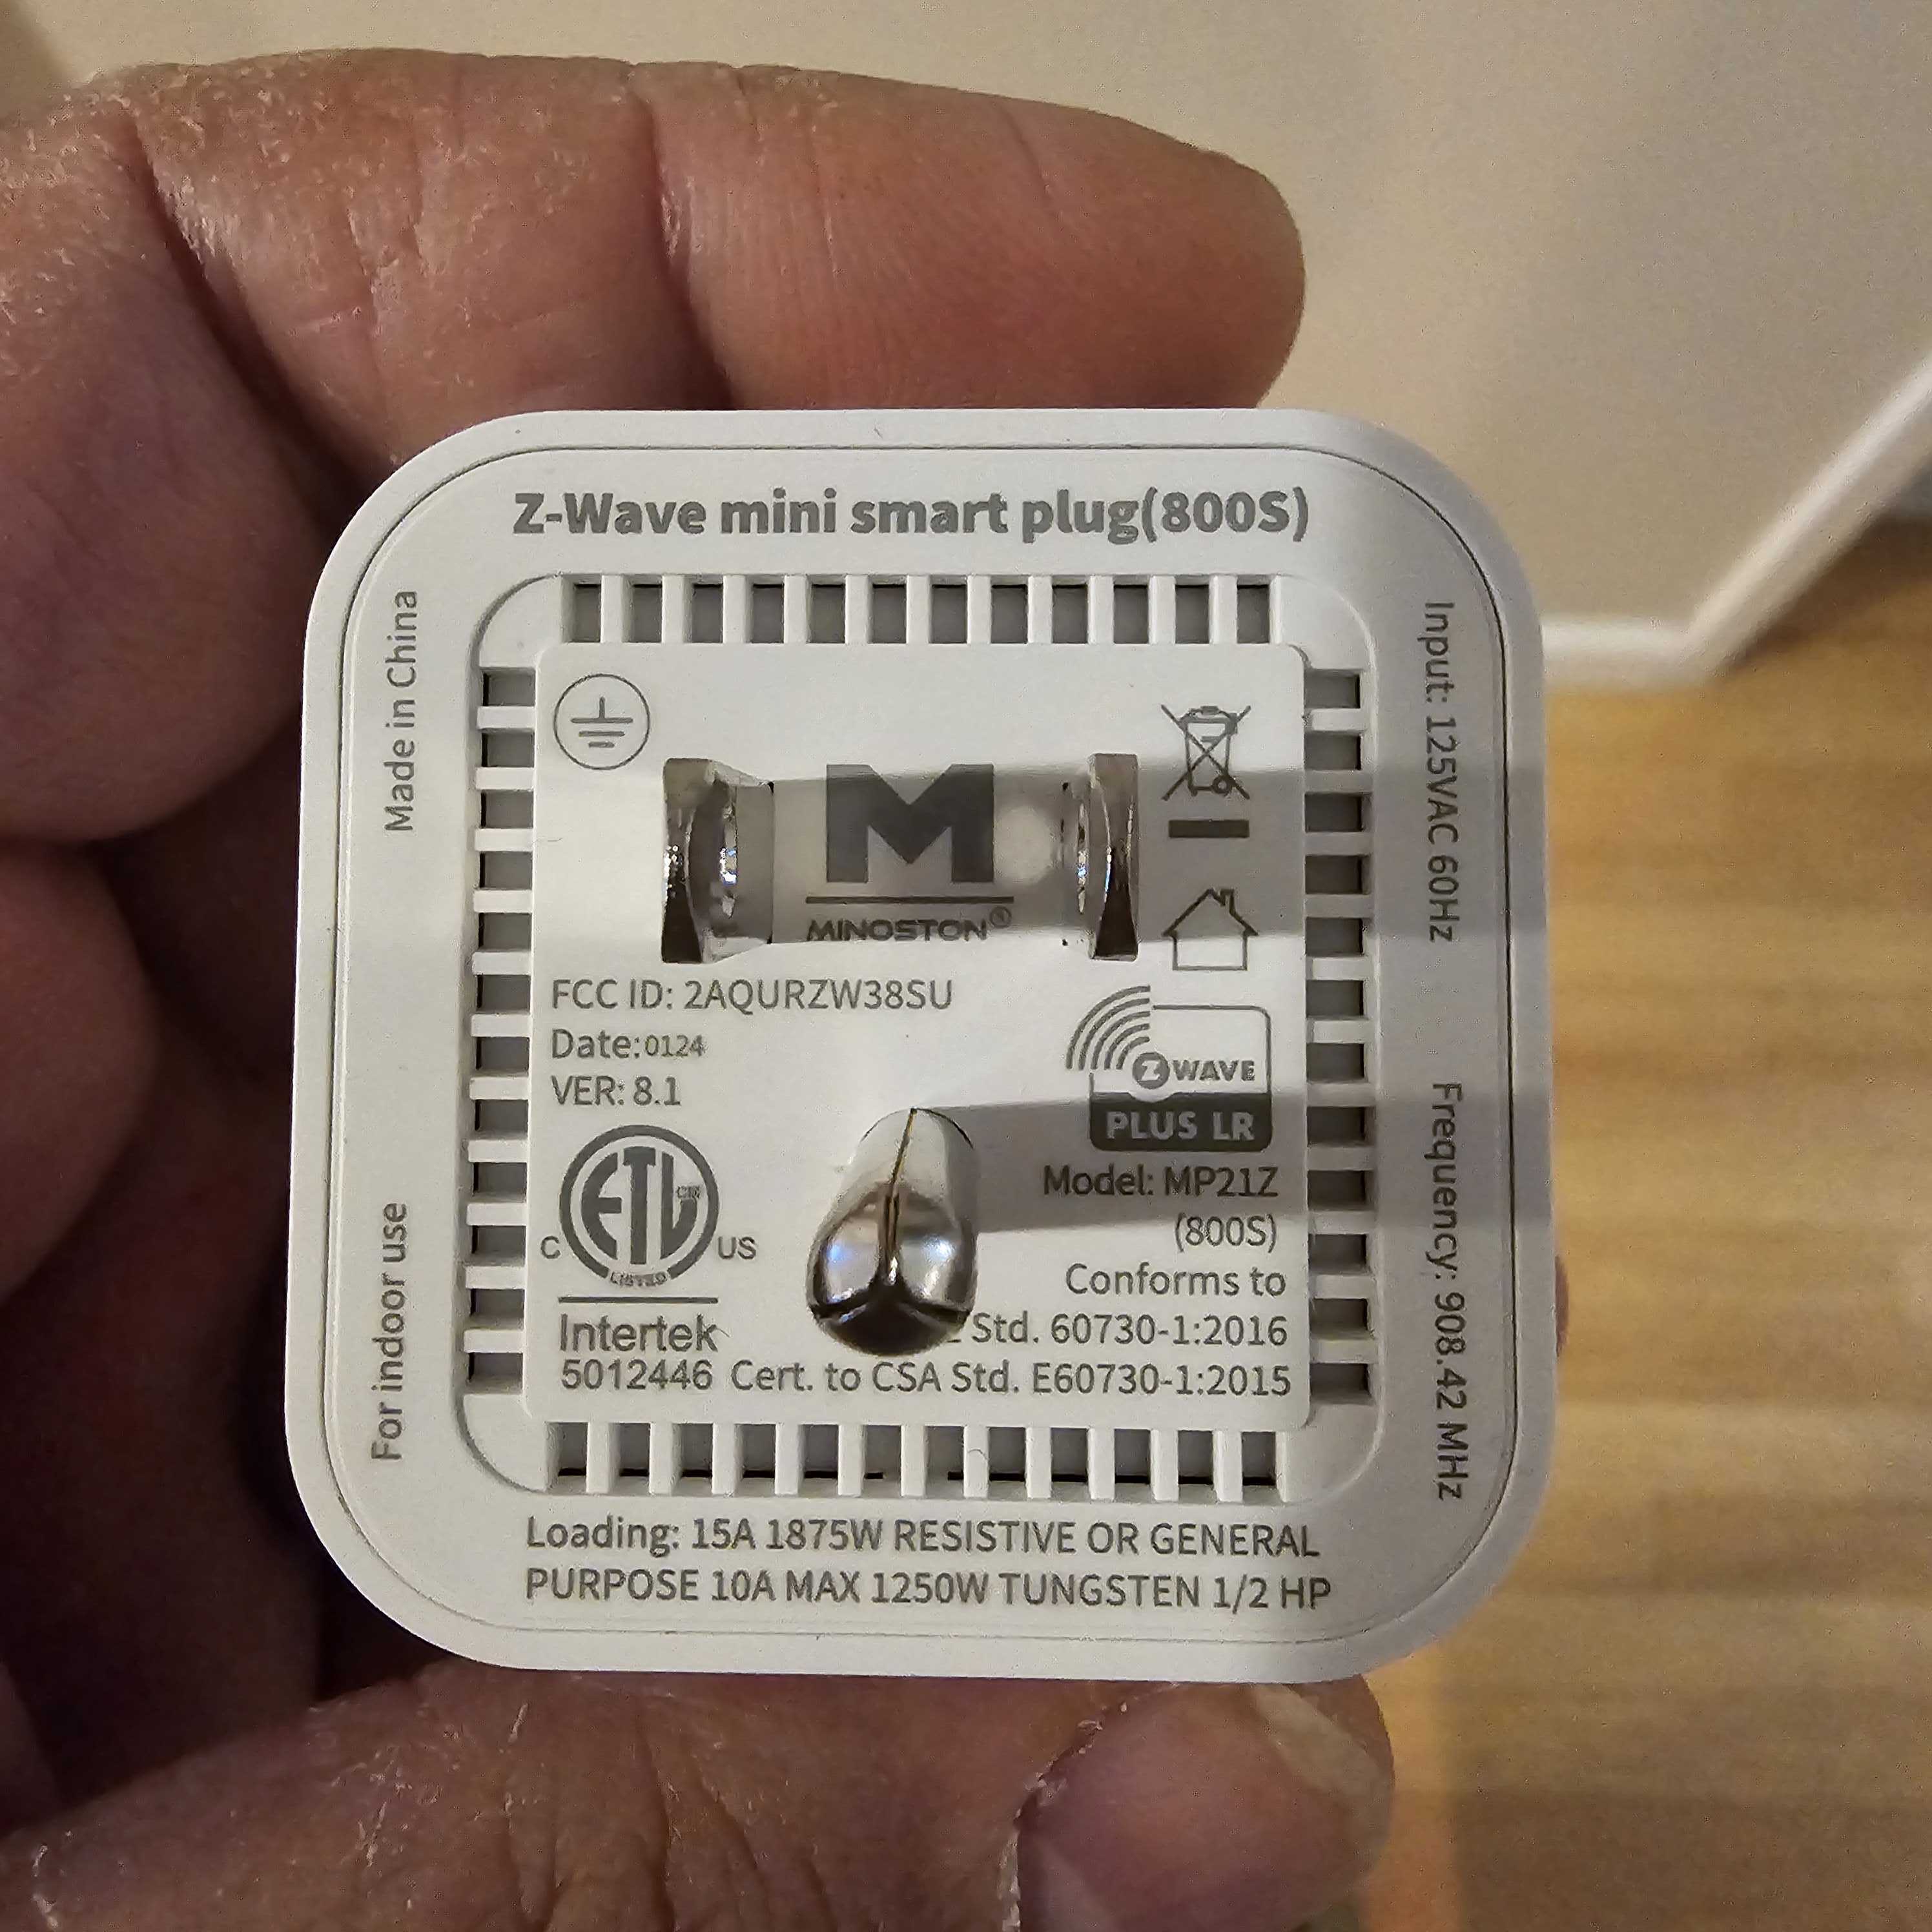 Z-Wave mini smart plug(800S)
Made in China
For indoor use
Input: 125VAC 60Hz
Frequency: 908.42 MHz
M
MINOSTON®
FCC ID: 2AQURZW38SU
Date:0124
VER: 8.1
Z WAVE
PLUS LR
Model: MP21Z
(800S)
ETL
C US
LISTED
Intertek
5012446
Conforms to
Std. 60730-1:2016
Cert. to CSA Std. E60730-1:2015
Loading: 15A 1875W RESISTIVE OR GENERAL
PURPOSE 10A MAX 1250W TUNGSTEN 1/2 HP